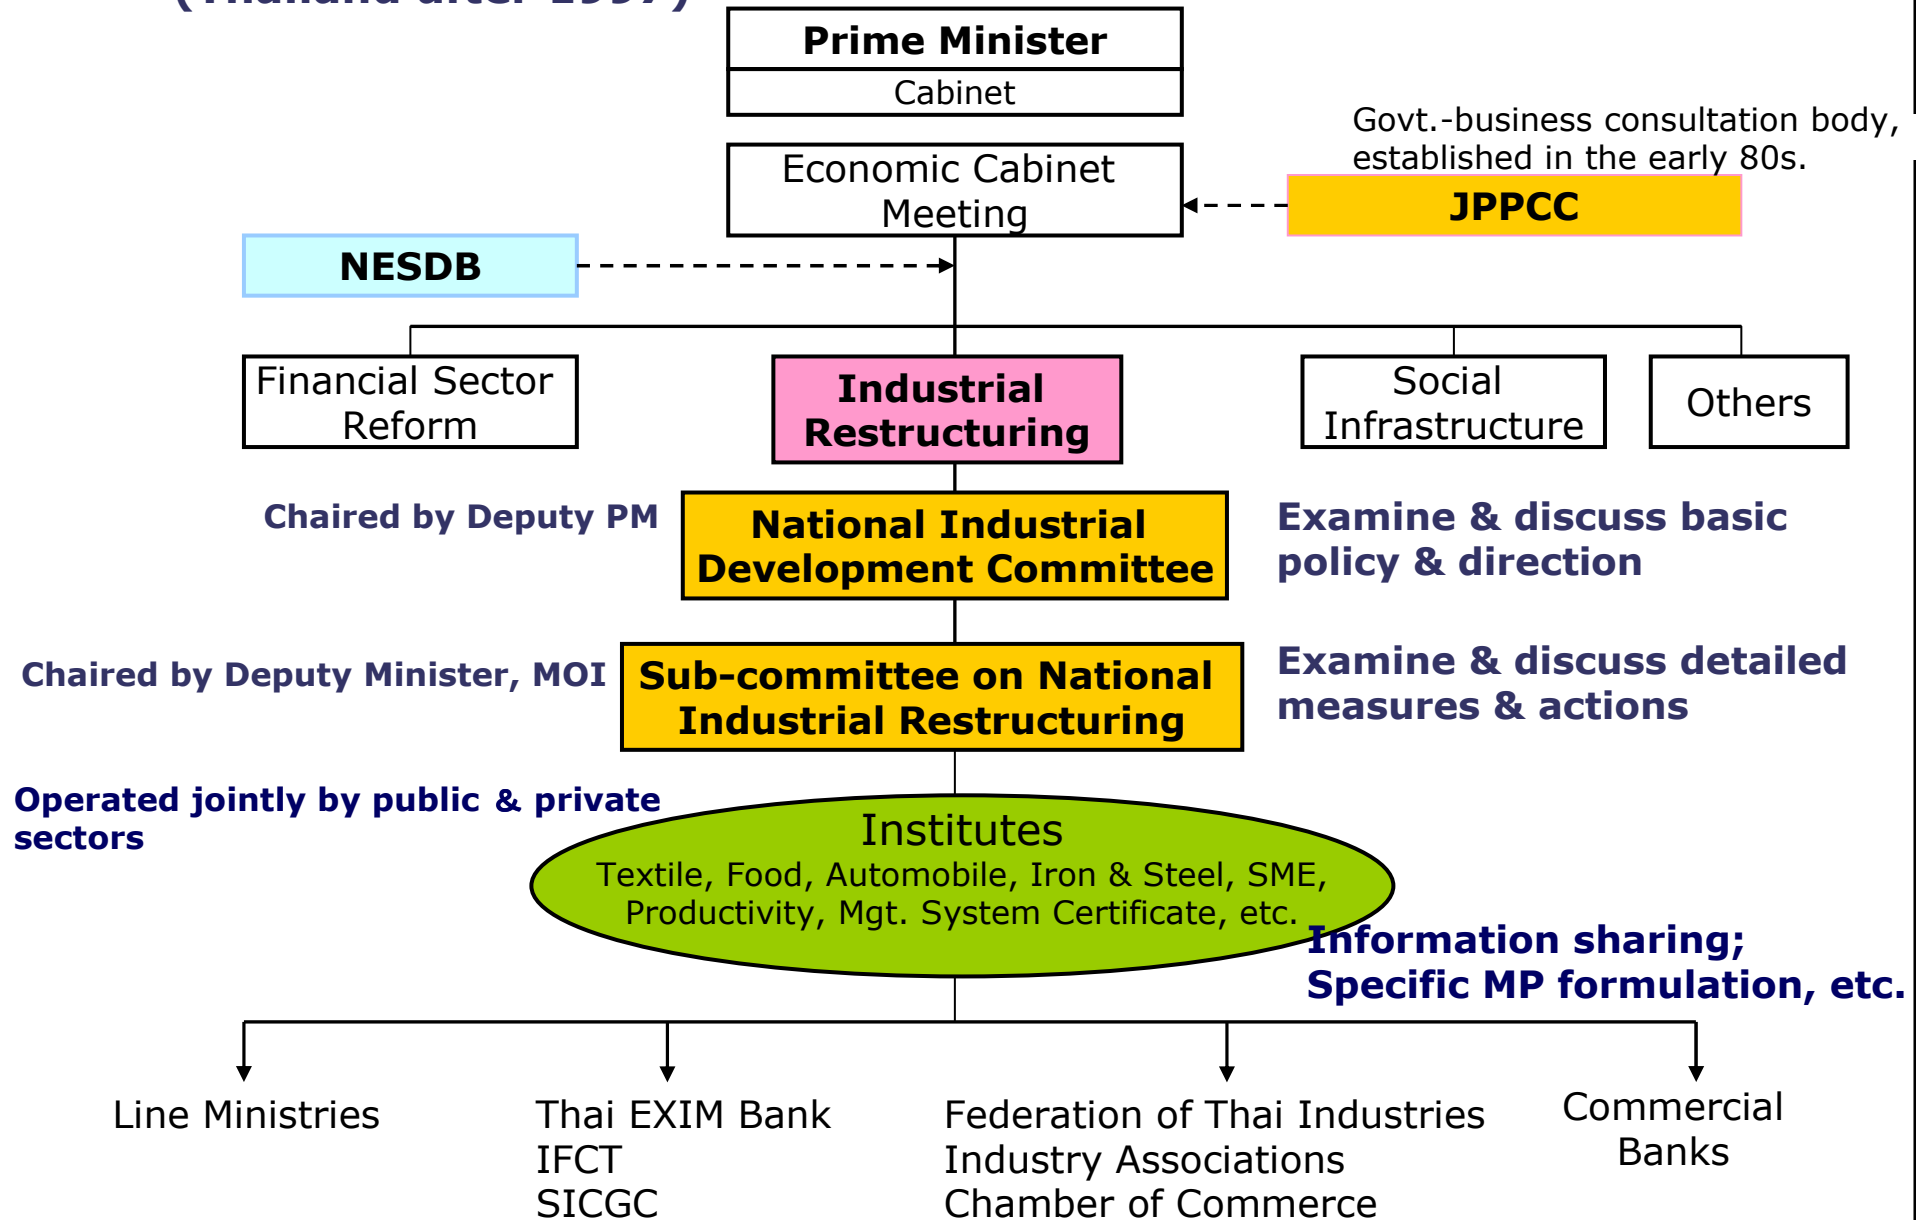 (Thailand after 1997)
Prime Minister
Cabinet
Govt.-business consultation body,
established in the early 80s.
Economic Cabinet
Meeting
JPPCC
NESDB
Financial Sector
Reform
Industrial
Restructuring
Social
Infrastructure
Others
Chaired by Deputy PM
National Industrial
Development Committee
Examine & discuss basic
policy & direction
Chaired by Deputy Minister, MOI
Sub-committee on National
Industrial Restructuring
Examine & discuss detailed
measures & actions
Operated jointly by public & private
sectors
Institutes
Textile, Food, Automobile, Iron & Steel, SME,
Productivity, Mgt. System Certificate, etc.
Information sharing;
Specific MP formulation, etc.
Line Ministries
Thai EXIM Bank
IFCT
SICGC
Federation of Thai Industries
Industry Associations
Chamber of Commerce
Commercial
Banks